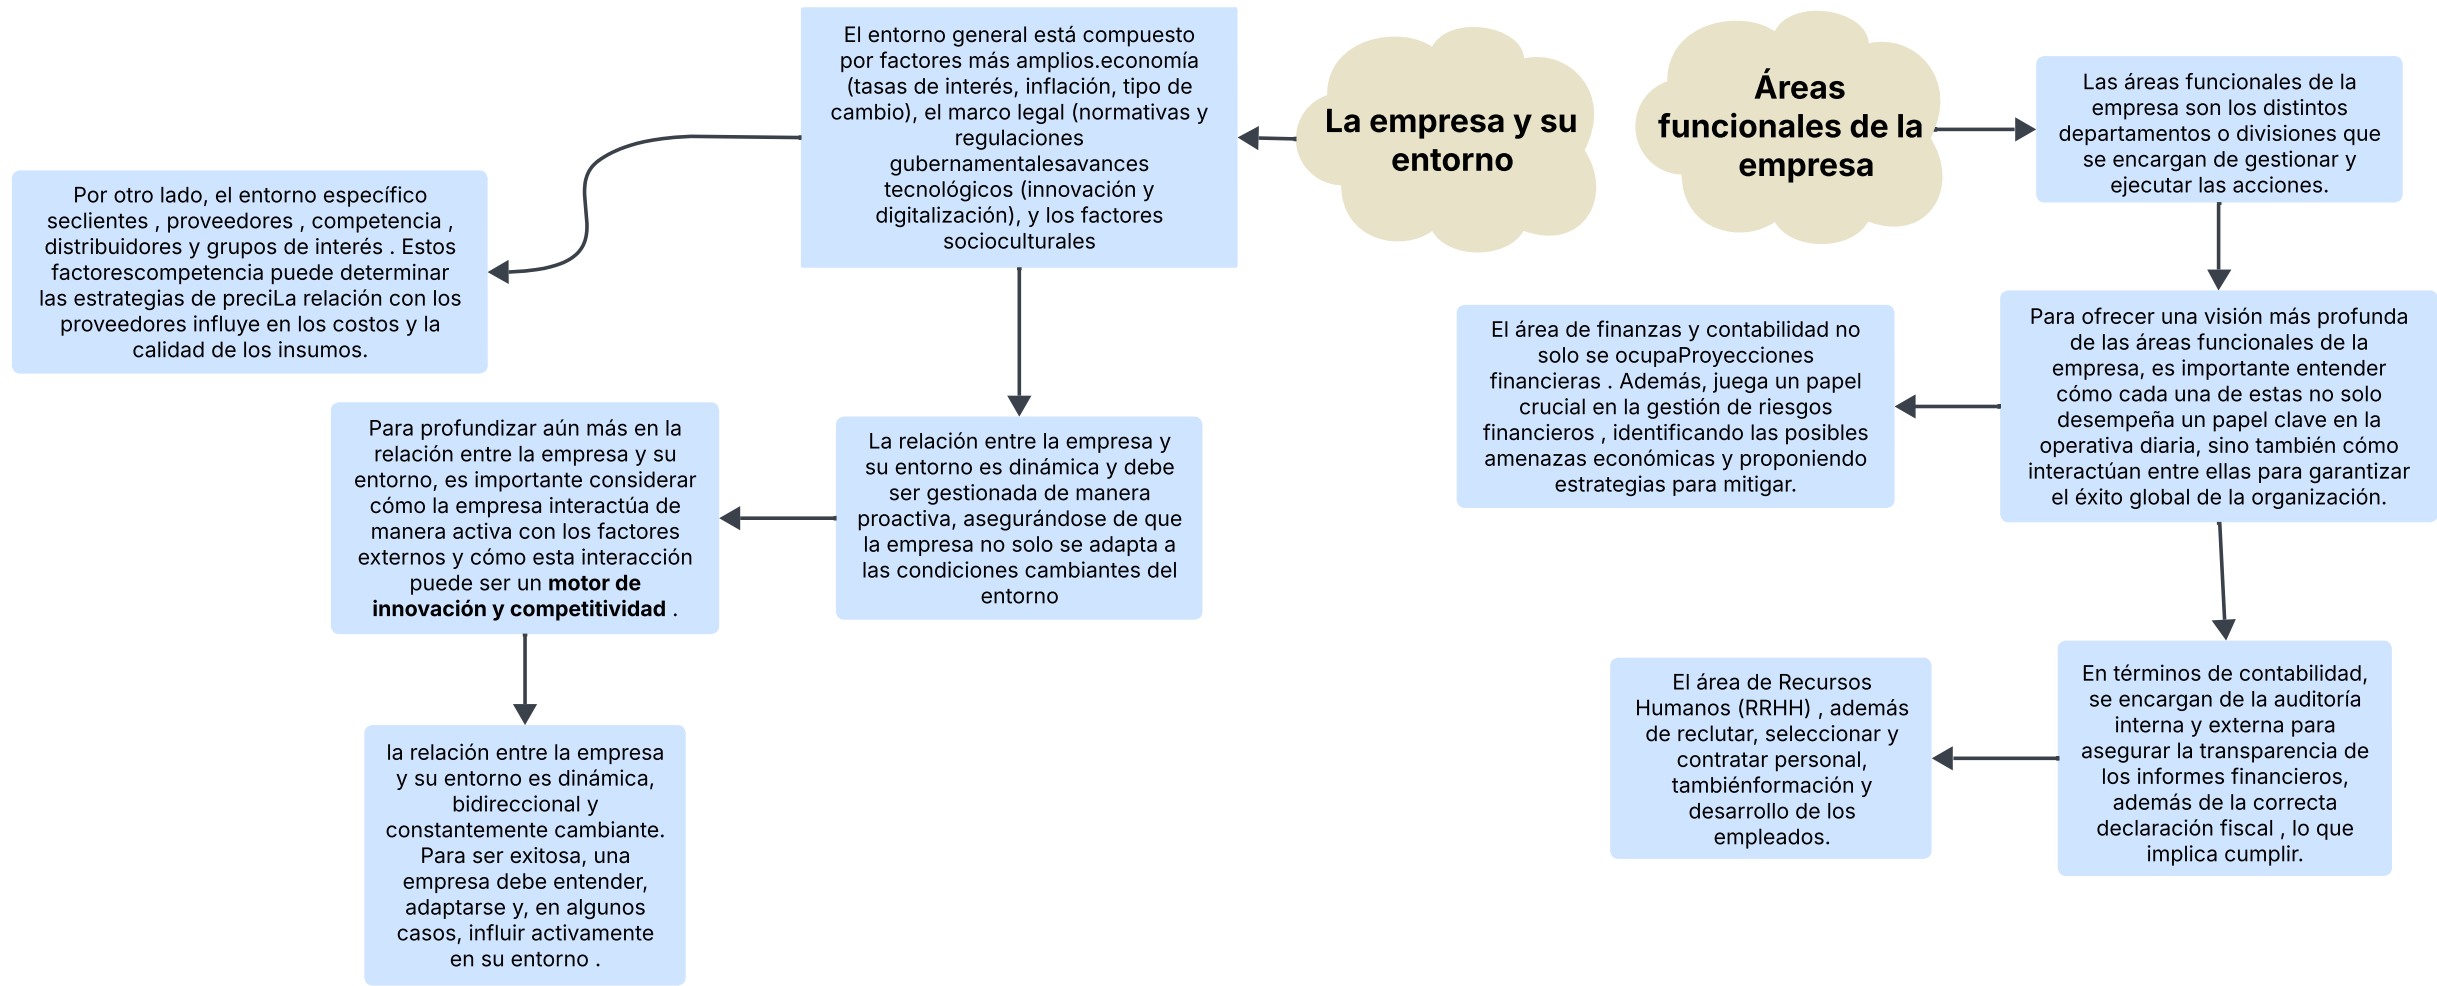 La empresa y su
entorno
El entorno general está compuesto
por factores más amplios.economía
(tasas de interés, inflación, tipo de
cambio), el marco legal (normativas y
regulaciones
gubernamentalesavances
tecnológicos (innovación y
digitalización), y los factores
socioculturales
Por otro lado, el entorno específico
seclientes , proveedores , competencia ,
distribuidores y grupos de interés . Estos
factorescompetencia puede determinar
las estrategias de preciLa relación con los
proveedores influye en los costos y la
calidad de los insumos.
La relación entre la empresa y
su entorno es dinámica y debe
ser gestionada de manera
proactiva, asegurándose de que
la empresa no solo se adapta a
las condiciones cambiantes del
entorno
Para profundizar aún más en la
relación entre la empresa y su
entorno, es importante considerar
cómo la empresa interactúa de
manera activa con los factores
externos y cómo esta interacción
puede ser un motor de
innovación y competitividad .
la relación entre la empresa
y su entorno es dinámica,
bidireccional y
constantemente cambiante.
Para ser exitosa, una
empresa debe entender,
adaptarse y, en algunos
casos, influir activamente
en su entorno .
Áreas
funcionales de la
empresa
Las áreas funcionales de la
empresa son los distintos
departamentos o divisiones que
se encargan de gestionar y
ejecutar las acciones.
Para ofrecer una visión más profunda
de las áreas funcionales de la
empresa, es importante entender
cómo cada una de estas no solo
desempeña un papel clave en la
operativa diaria, sino también cómo
interactúan entre ellas para garantizar
el éxito global de la organización.
El área de finanzas y contabilidad no
solo se ocupaProyecciones
financieras . Además, juega un papel
crucial en la gestión de riesgos
financieros , identificando las posibles
amenazas económicas y proponiendo
estrategias para mitigar.
En términos de contabilidad,
se encargan de la auditoría
interna y externa para
asegurar la transparencia de
los informes financieros,
además de la correcta
declaración fiscal , lo que
implica cumplir.
El área de Recursos
Humanos (RRHH) , además
de reclutar, seleccionar y
contratar personal,
tambiénformación y
desarrollo de los
empleados.